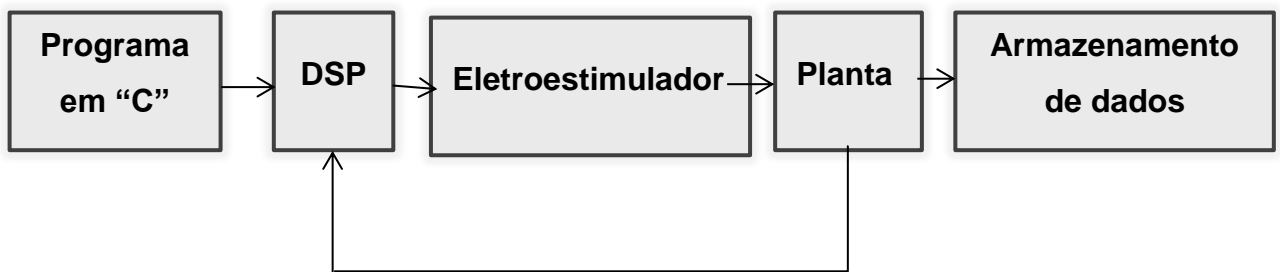 Programa
em “C”
DSP
Eletroestimulador
Planta
Armazenamento
de dados